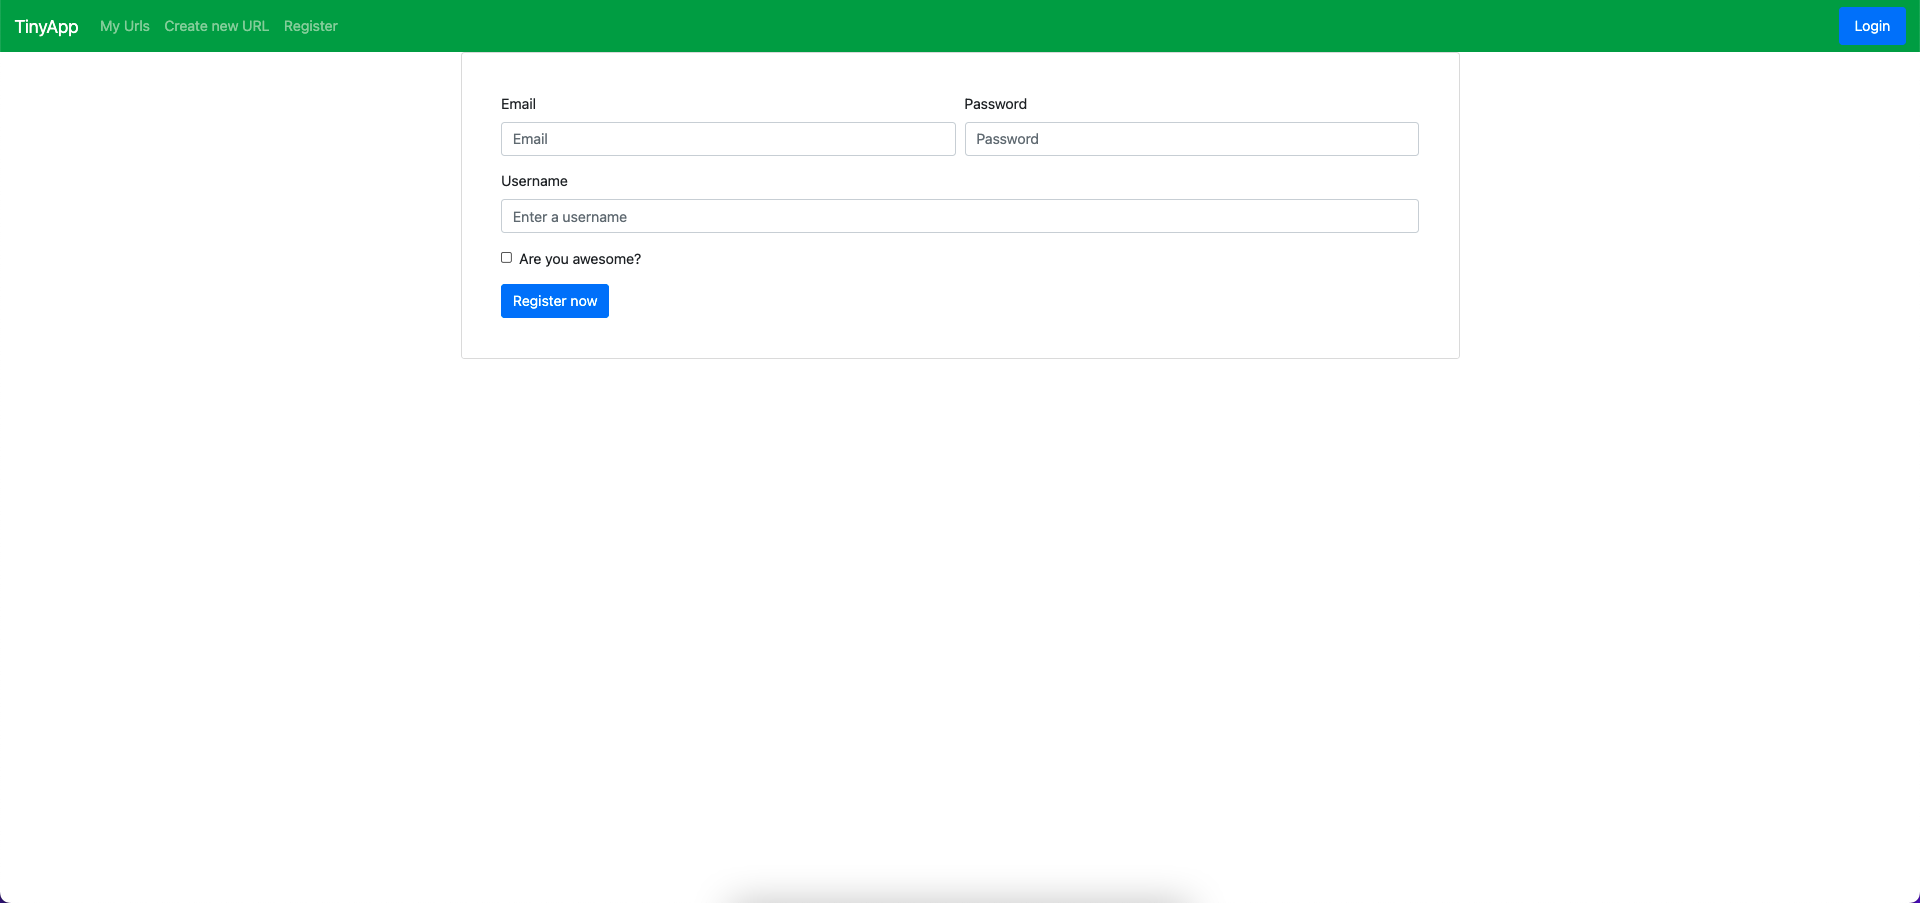 TinyApp My Urls Create new URL Register Login
Email Password
Email Password
Username
Enter a username
Are you awesome?
Register now